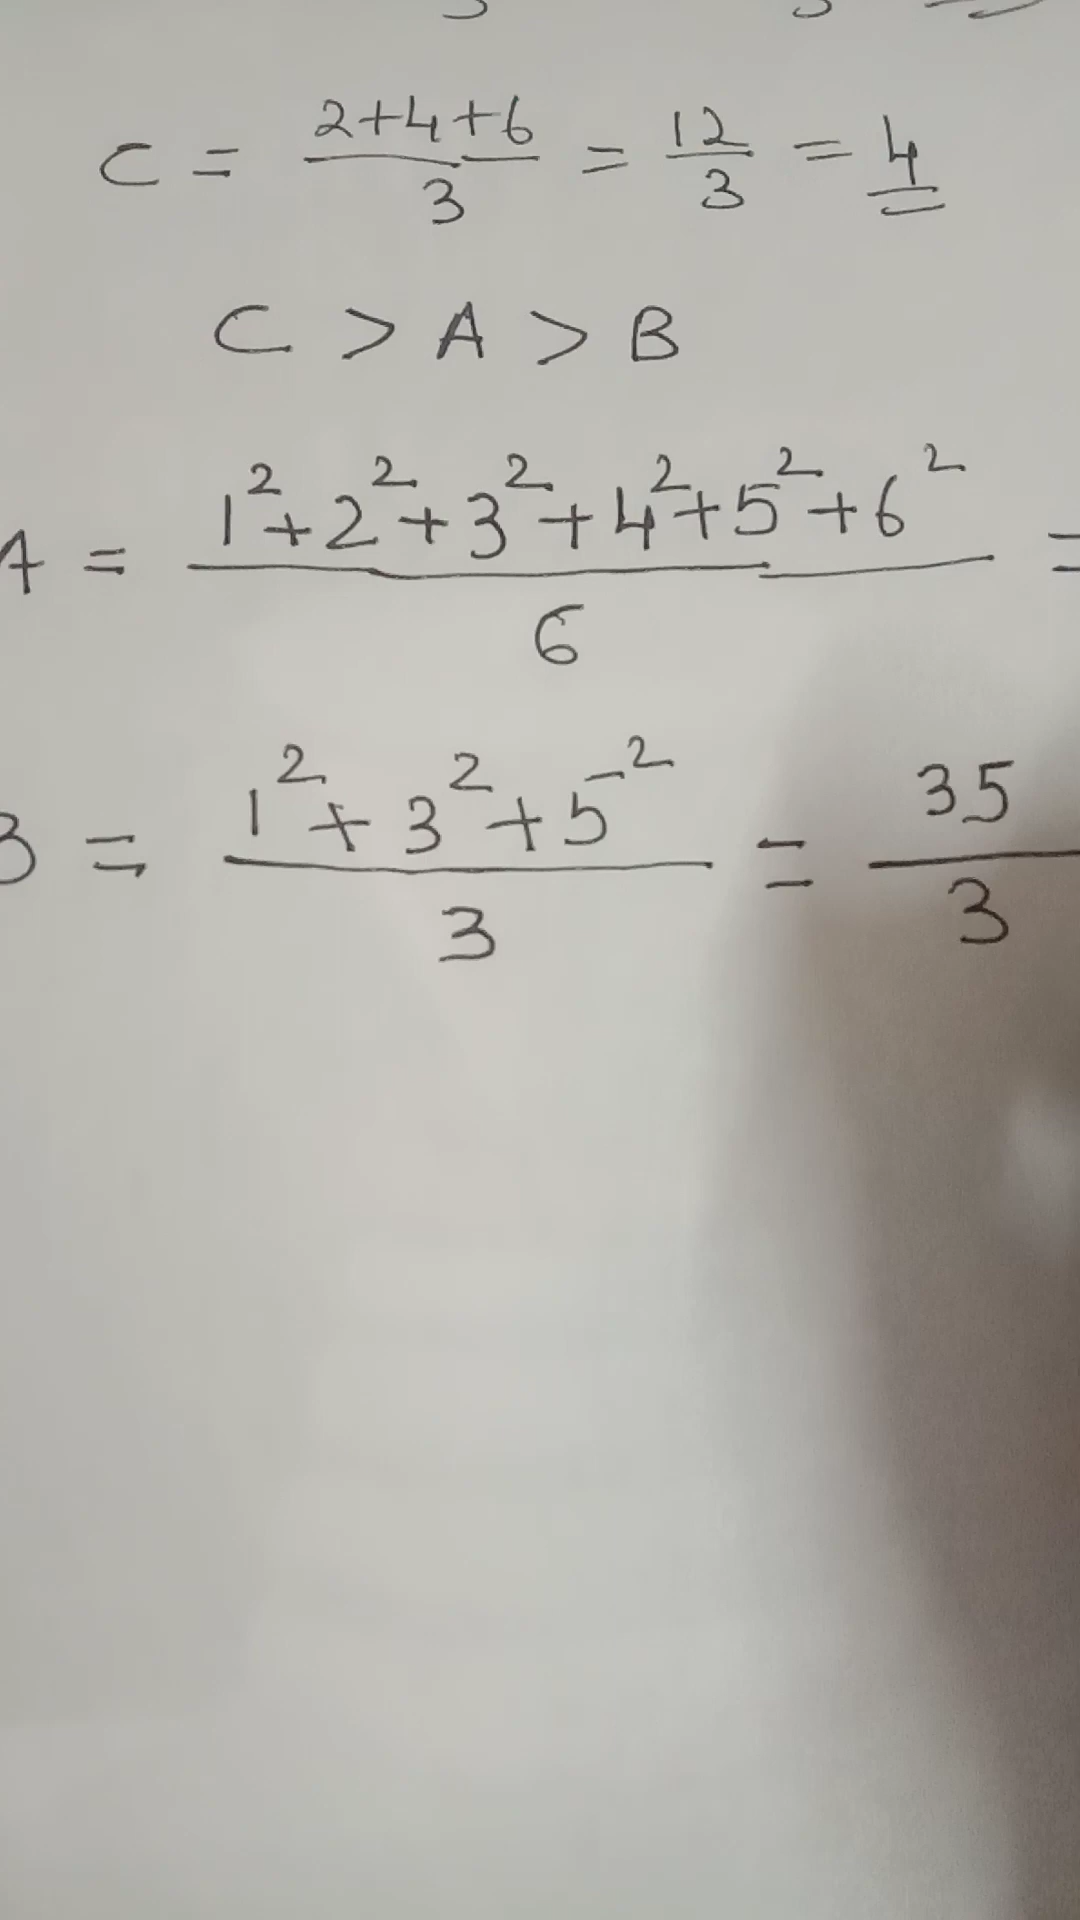 C = (2+4+6)/3 = 12/3 = 4
C > A > B
A = (1²+2²+3²+4²+5²+6²)/6 =
B = (1²+3²+5²)/3 = 35/3